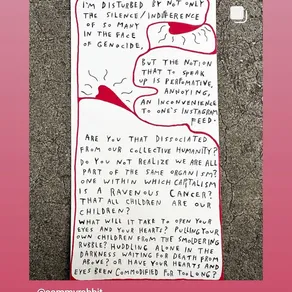 I'M DISTURBED BY NOT ONLY
THE SILENCE/INDIFFERENCE
OF SO MANY
IN THE FACE
OF GENOCIDE,
BUT THE NOTION
THAT TO SPEAK
UP IS PERFOMATIVE,
ANNOYING,
AN INCONVENIENCE
TO ONE'S INSTAGRAM
FEED.
ARE YOU THAT DISSOCIATED
FROM OUR COLLECTIVE HUMANITY?
DO YOU NOT REALIZE WE ARE ALL
PART OF THE SAME ORGANISM?
ONE WITHIN WHICH CAPITALISM
IS A RAVENOUS CANCER?
THAT ALL CHILDREN ARE OUR
CHILDREN?
WHAT WILL IT TAKE TO OPEN YOUR
EYES AND YOUR HEARTS? PULLING YOUR
OWN CHILDREN FROM THE SMOLDERING
RUBBLE? HUDDLING ALONE IN THE
DARKNESS WAITING FOR DEATH FROM
ABOVE? OR HAVE YOUR HEARTS AND
EYES BEEN COMMODIFIED FOR TOO LONG?